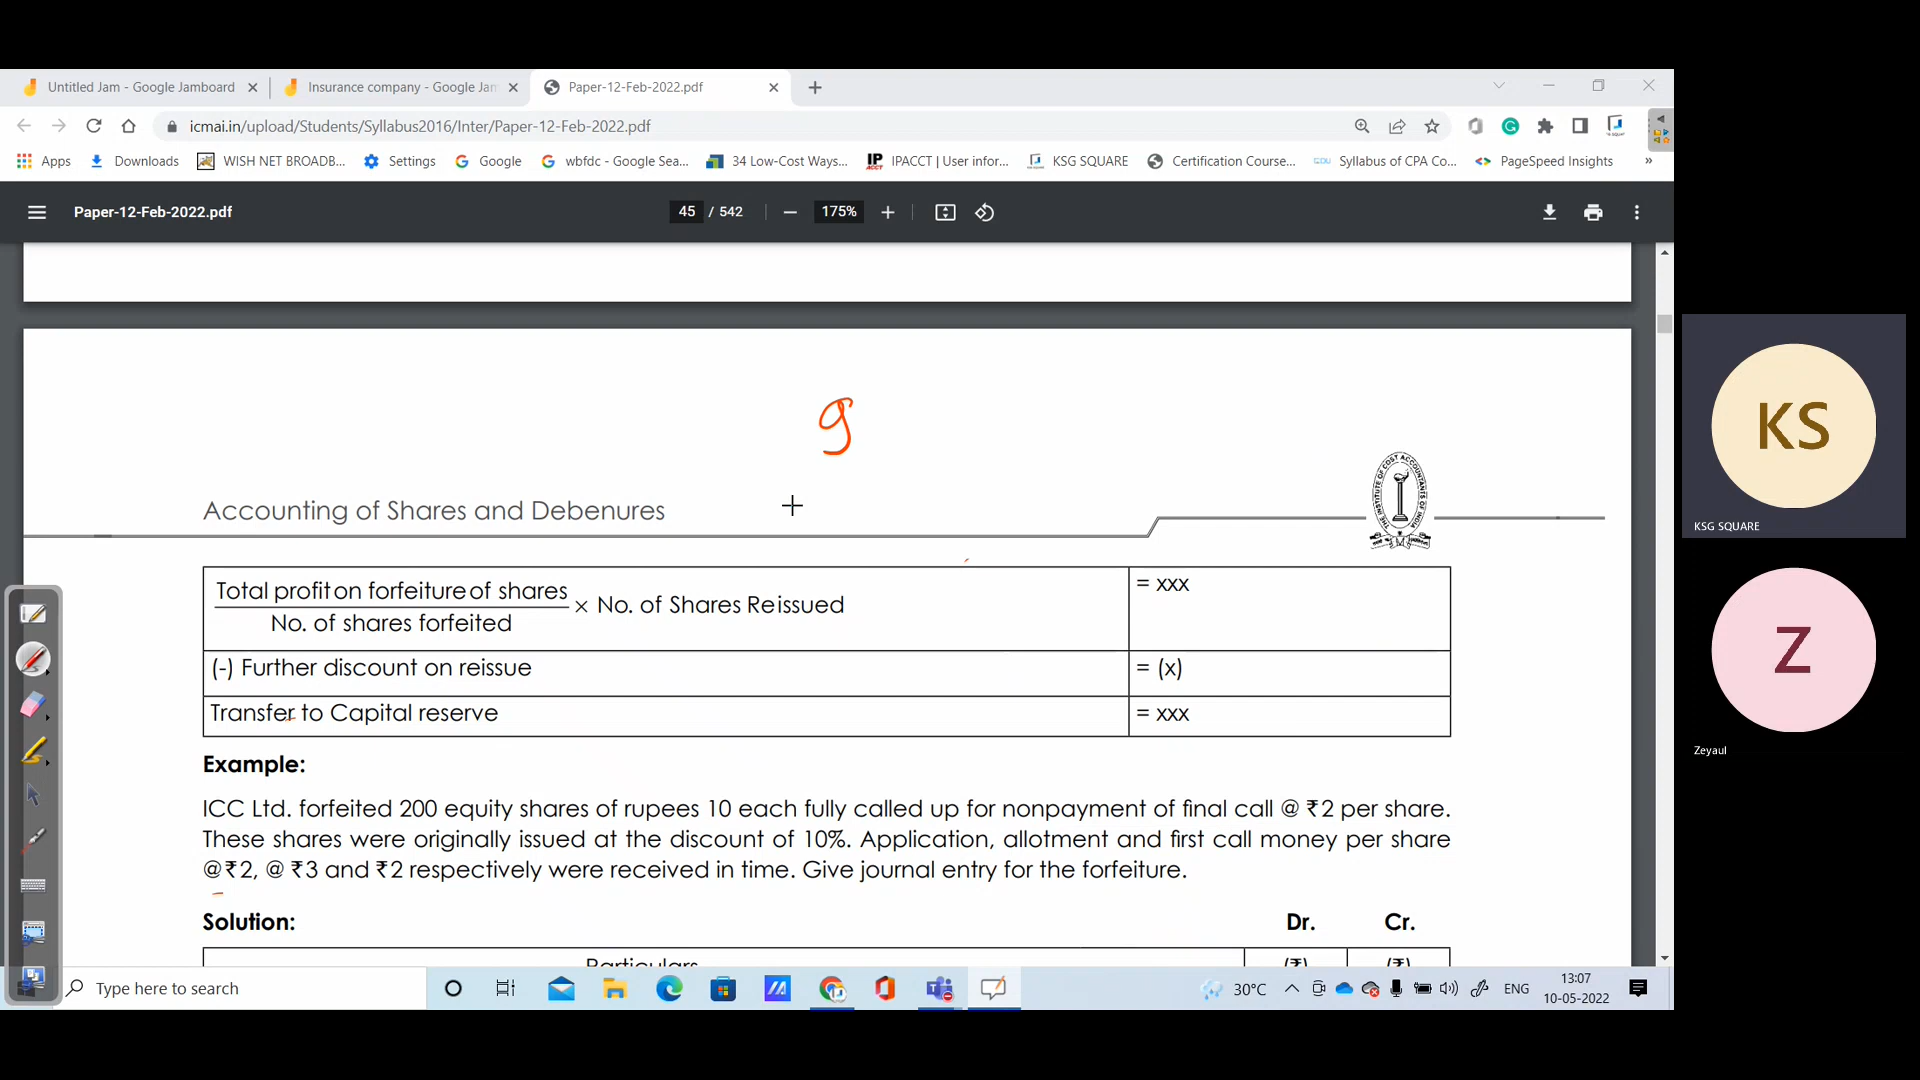 Untitled Jam - Google Jamboard
Insurance company - Google Jam
Paper-12-Feb-2022.pdf
icmai.in/upload/Students/Syllabus2016/Inter/Paper-12-Feb-2022.pdf
Apps
Downloads
WISH NET BROADB...
Settings
Google
wbfdc - Google Sea...
34 Low-Cost Ways...
IPACCT | User infor...
KSG SQUARE
Certification Course...
Syllabus of CPA Co...
PageSpeed Insights
»
Paper-12-Feb-2022.pdf
45 / 542
175%
9
Accounting of Shares and Debenures
THE INSTITUTE OF COST ACCOUNTANTS OF INDIA
Total profit on forfeiture of shares
No. of shares forfeited
× No. of Shares Reissued
= xxx
(-) Further discount on reissue
= (x)
Transfer to Capital reserve
= xxx
Example:
ICC Ltd. forfeited 200 equity shares of rupees 10 each fully called up for nonpayment of final call @ ₹2 per share.
These shares were originally issued at the discount of 10%. Application, allotment and first call money per share
@₹2, @ ₹3 and ₹2 respectively were received in time. Give journal entry for the forfeiture.
Solution:
Dr.
Cr.
Particulars
(₹)
(₹)
KS
KSG SQUARE
Z
Zeyaul
Type here to search
30°C
ENG
13:07
10-05-2022